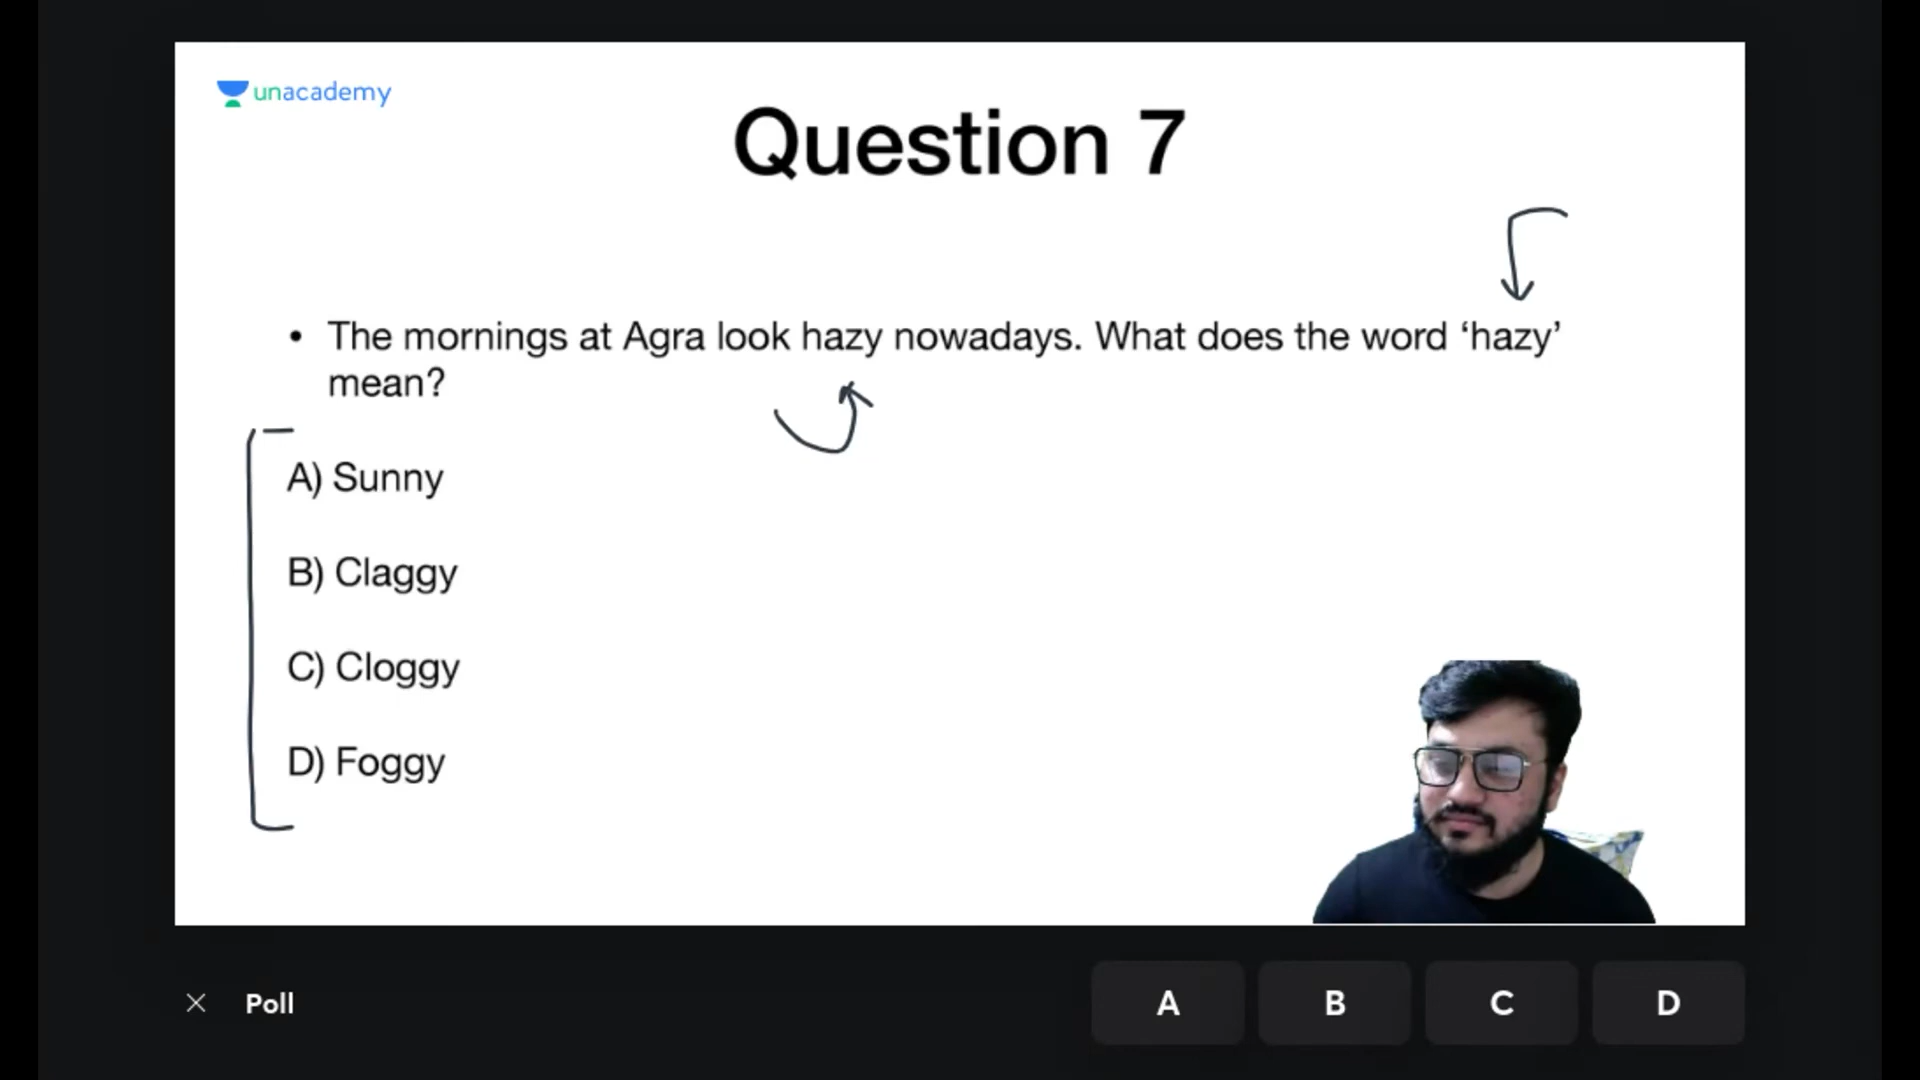 unacademy
Question 7
• The mornings at Agra look hazy nowadays. What does the word ‘hazy’
mean?
A) Sunny
B) Claggy
C) Cloggy
D) Foggy
Poll
A B C D